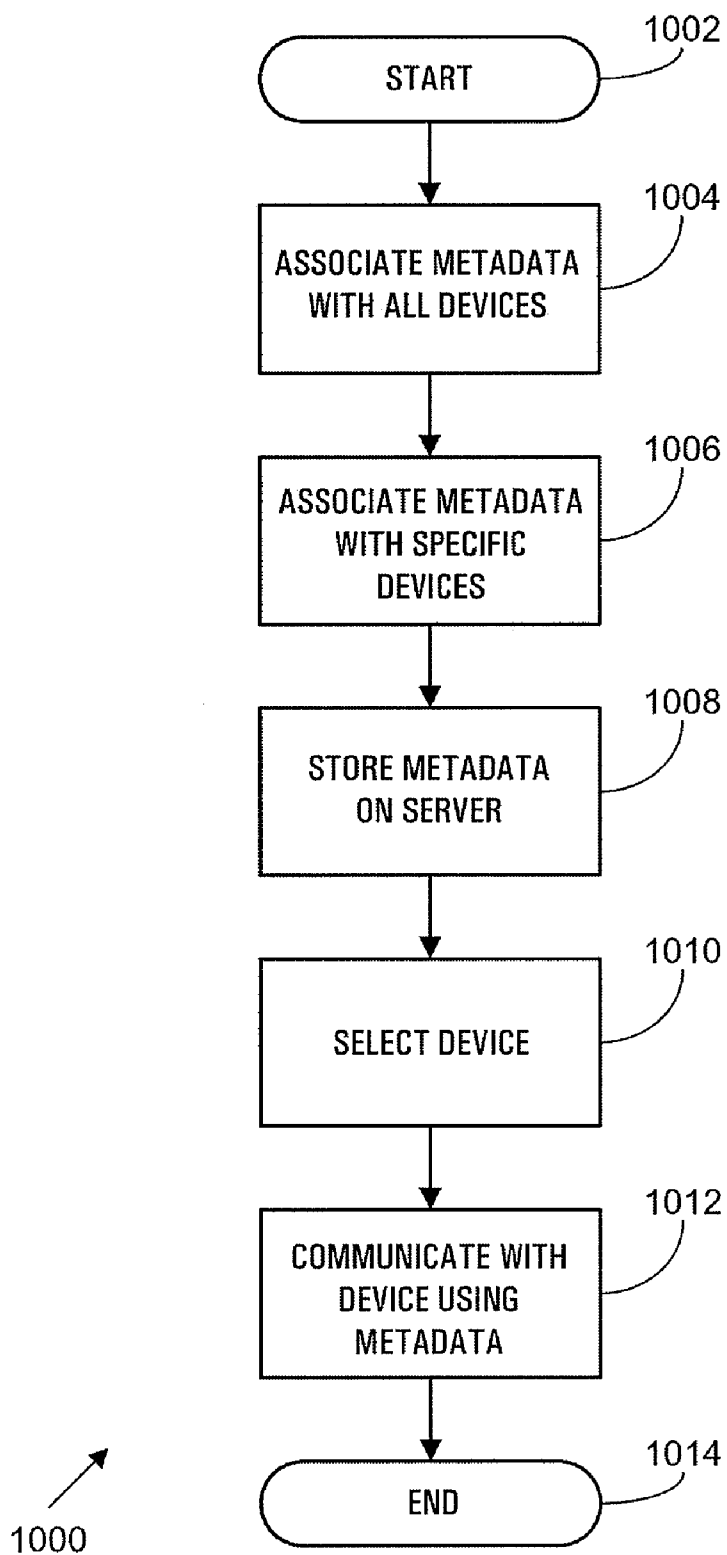 1002
START
1004
ASSOCIATE METADATA
WITH ALL DEVICES
1006
ASSOCIATE METADATA
WITH SPECIFIC
DEVICES
1008
STORE METADATA
ON SERVER
1010
SELECT DEVICE
1012
COMMUNICATE WITH
DEVICE USING
METADATA
1014
END
1000